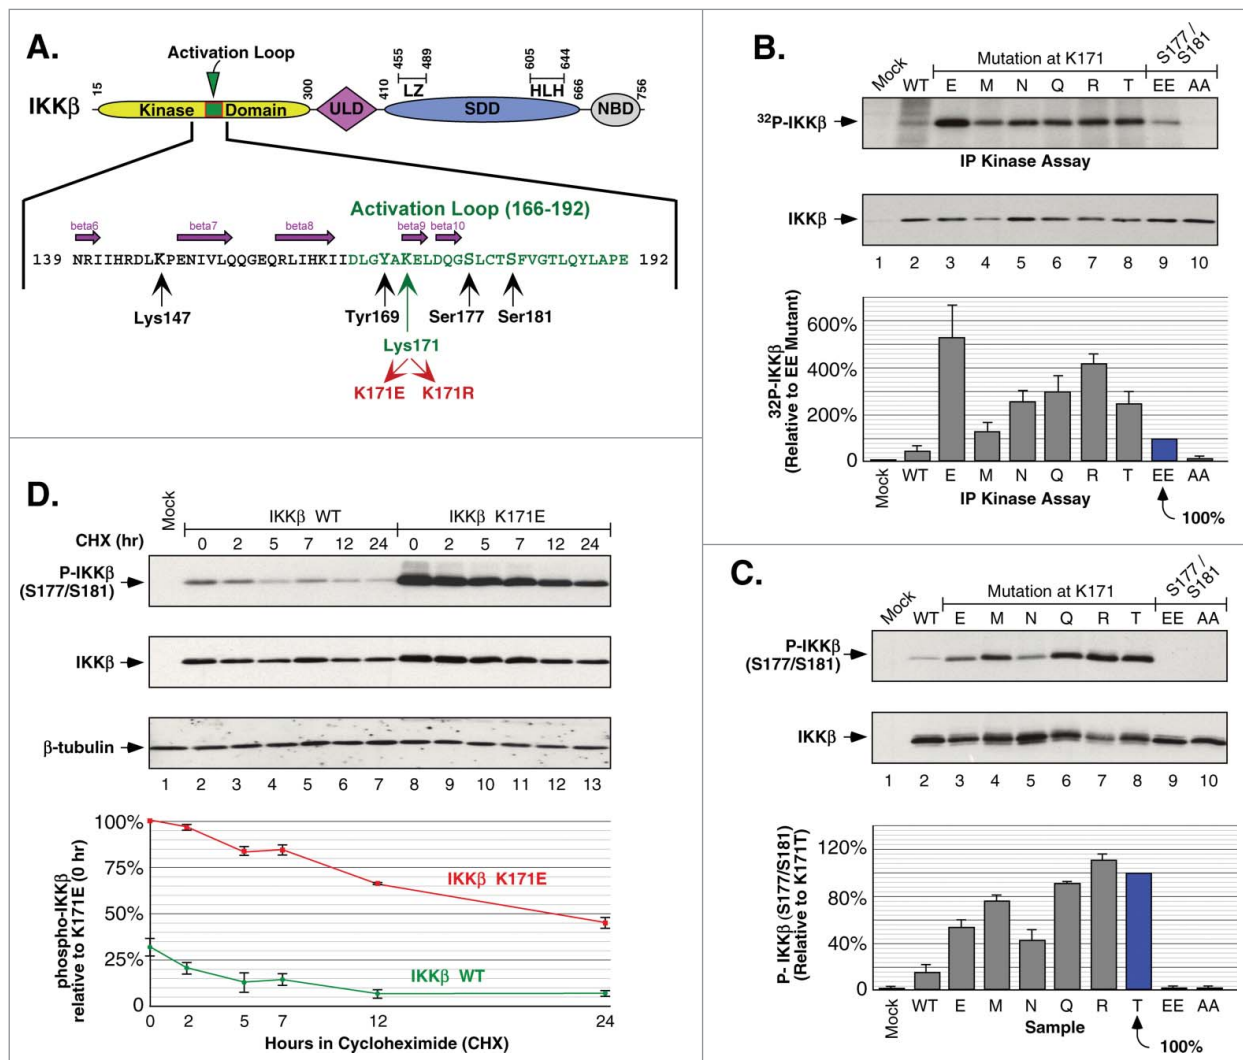 A.
Activation Loop
IKKβ
15
Kinase Domain
300
ULD
410
455
LZ
489
SDD
605
HLH
644
666
NBD
756
Activation Loop (166-192)
beta6 beta7 beta8 beta9 beta10
139 NRIIHRDLKPENIVLQQGEQRLIHKIIDLGYAKELDQGSLCTSFVGTLQYLAPE 192
Lys147 Tyr169 Ser177 Ser181
Lys171
K171E K171R
B.
S177/
S181
Mutation at K171
Mock WT E M N Q R T EE AA
32P-IKKβ
IP Kinase Assay
IKKβ
1 2 3 4 5 6 7 8 9 10
32P-IKKβ
(Relative to EE Mutant)
600%
400%
200%
0
Mock WT E M N Q R T EE AA
IP Kinase Assay
100%
C.
S177/
S181
Mutation at K171
Mock WT E M N Q R T EE AA
P-IKKβ
(S177/S181)
IKKβ
1 2 3 4 5 6 7 8 9 10
P- IKKβ (S177/S181)
(Relative to K171T)
120%
80%
40%
0
Mock WT E M N Q R T EE AA
Sample
100%
D.
Mock
IKKβ WT IKKβ K171E
CHX (hr) 0 2 5 7 12 24 0 2 5 7 12 24
P-IKKβ
(S177/S181)
IKKβ
β-tubulin
1 2 3 4 5 6 7 8 9 10 11 12 13
phospho-IKKβ
relative to K171E (0 hr)
100%
75%
50%
25%
0
IKKβ K171E
IKKβ WT
0 2 5 7 12 24
Hours in Cycloheximide (CHX)